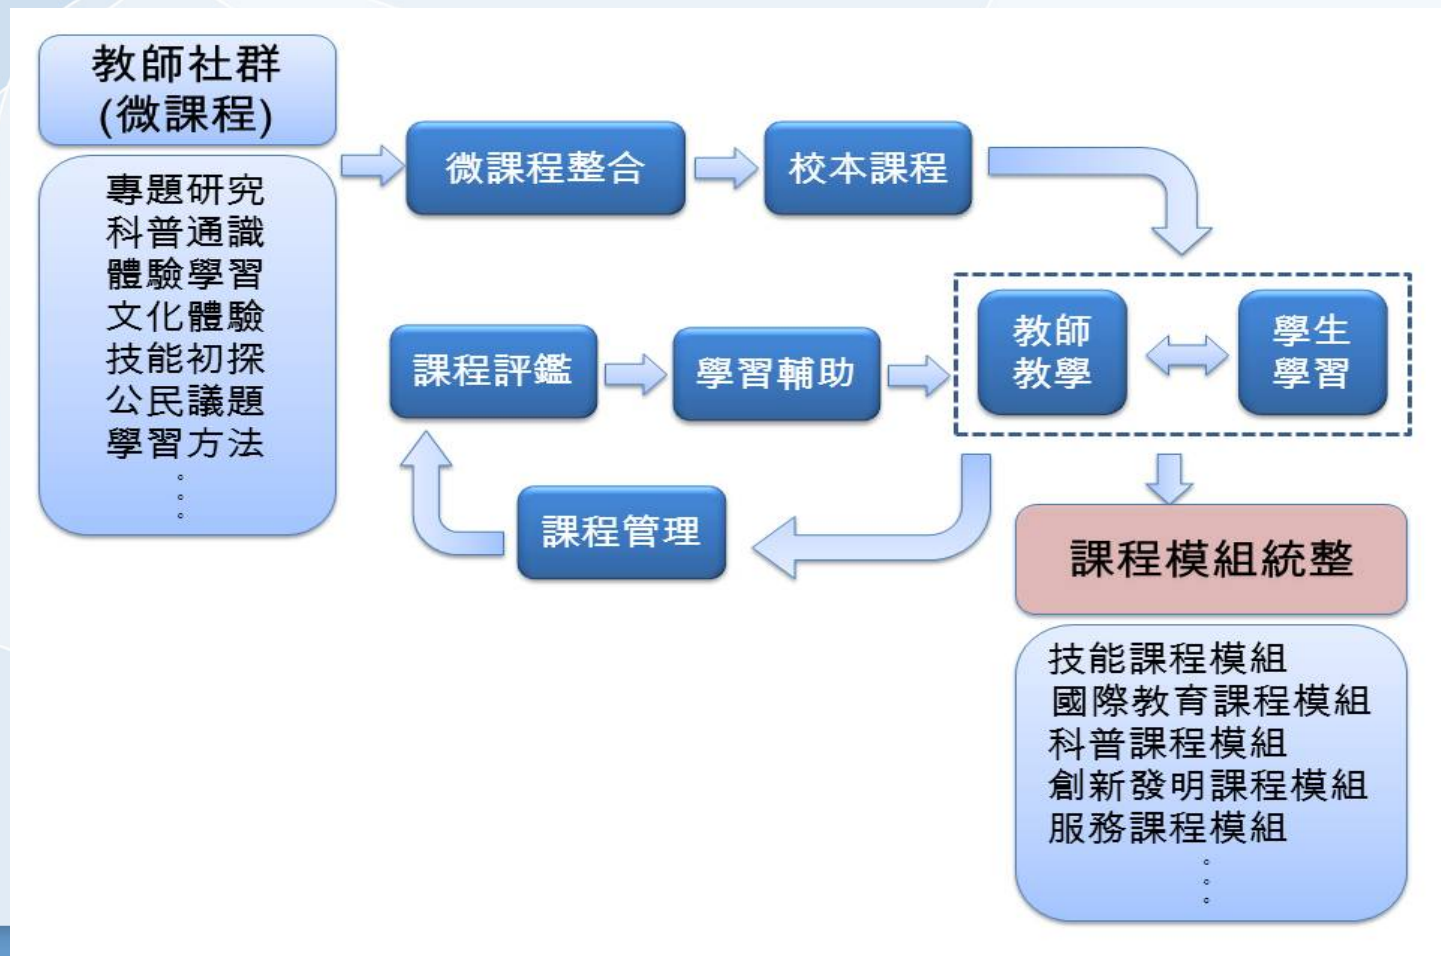 教師社群
(微課程)
專題研究
科普通識
體驗學習
文化體驗
技能初探
公民議題
學習方法
。
。
。
微課程整合
校本課程
教師
教學
學生
學習
課程評鑑
學習輔助
課程管理
課程模組統整
技能課程模組
國際教育課程模組
科普課程模組
創新發明課程模組
服務課程模組
。
。
。